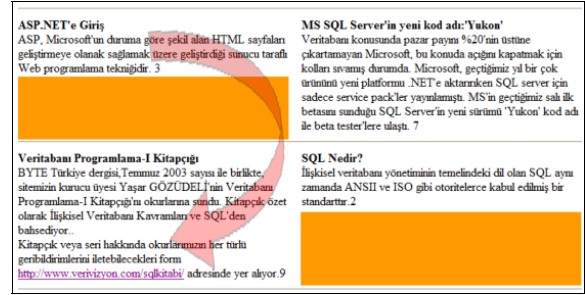 ASP.NET'e Giriş
ASP, Microsoft'un duruma göre şekil alan HTML sayfaları
geliştirmeye olanak sağlamak üzere geliştirdiği sunucu taraflı
Web programlama tekniğidir. 3
MS SQL Server'in yeni kod adı:'Yukon'
Veritabanı konusunda pazar payını %20'nin üstüne
çıkartamayan Microsoft, bu konuda açığını kapatmak için
kolları sıvamış durumda. Microsoft, geçtiğimiz yıl bir çok
ürününü yeni platformu .NET'e aktarırıken SQL server için
sadece service pack'ler yayınlamıştı. MS'in geçtiğimiz salı ilk
betasını sunduğu SQL Server'in yeni sürümü 'Yukon' kod adı
ile beta tester'lere ulaştı. 7
Veritabanı Programlama-I Kitapçığı
BYTE Türkiye dergisi,Temmuz 2003 sayısı ile birlikte,
sitemizin kurucu üyesi Yaşar GÖZÜDELİ'nin Veritabanı
Programlama-I Kitapçığı'nı okurlarına sundu. Kitapçık özet
olarak İlişkisel Veritabanı Kavramları ve SQL'den
bahsediyor..
Kitapçık veya seri hakkında okurlarımızın her türlü
geribildirimlerini iletebilecekleri form
http://www.verivizyon.com/sqlkitabi/ adresinde yer alıyor.9
SQL Nedir?
İlişkisel veritabanı yönetiminin temelindeki dil olan SQL aynı
zamanda ANSII ve ISO gibi otoritelerce kabul edilmiş bir
standarttır.2